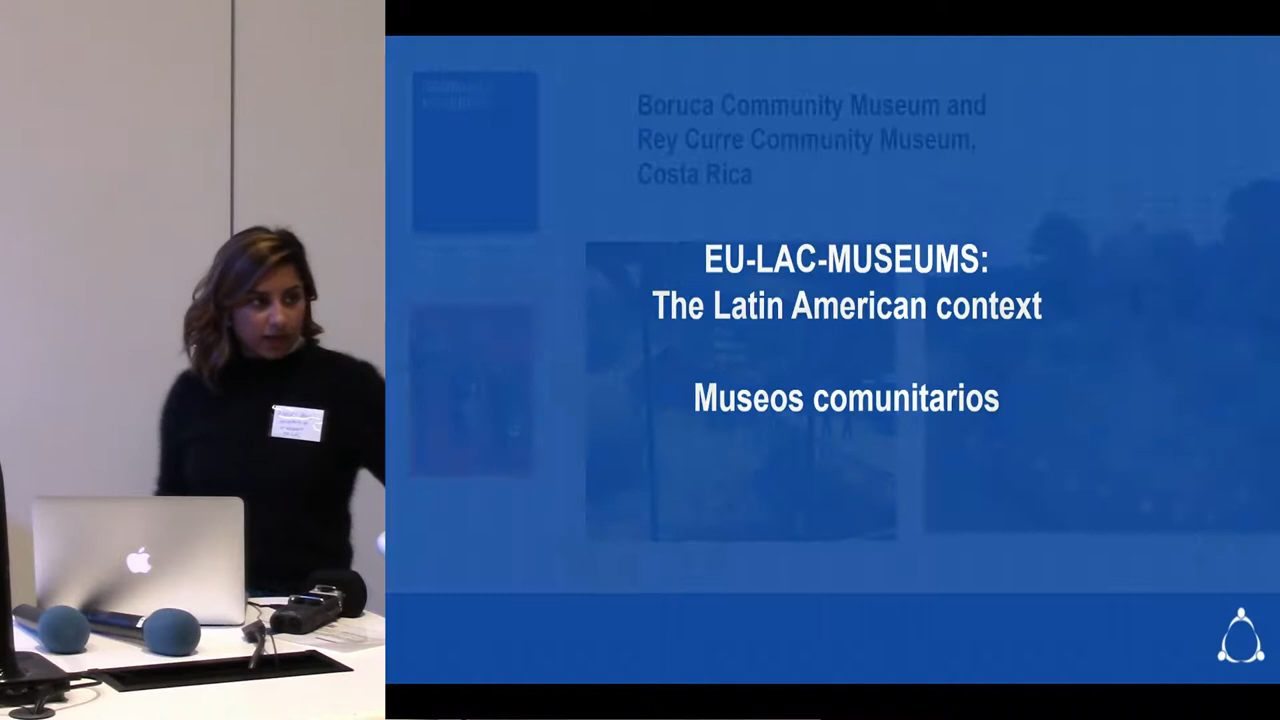 Boruca Community Museum and
Rey Curre Community Museum,
Costa Rica
EU-LAC-MUSEUMS:
The Latin American context
Museos comunitarios